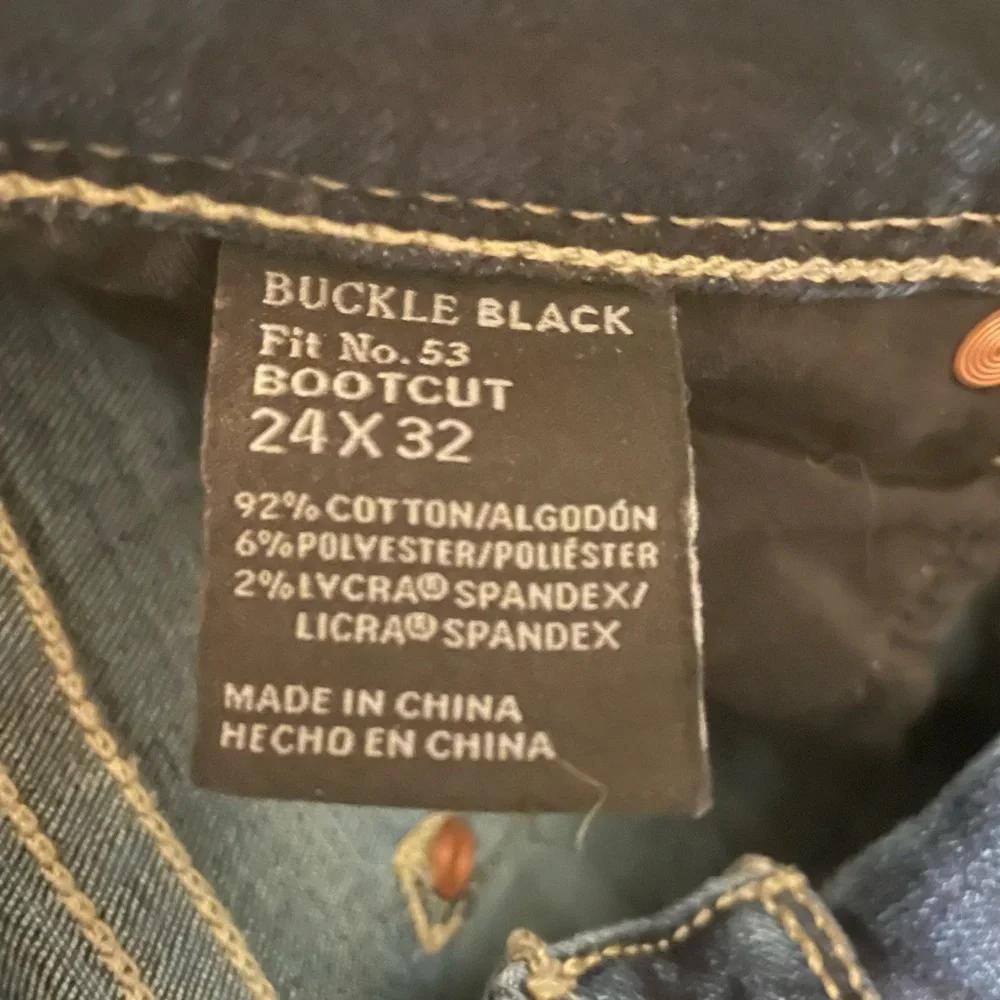 BUCKLE BLACK
Fit No. 53
BOOTCUT
24 X 32
92% COTTON/ALGODÓN
6% POLYESTER/POLIÉSTER
2% LYCRA® SPANDEX/
LICRA® SPANDEX
MADE IN CHINA
HECHO EN CHINA